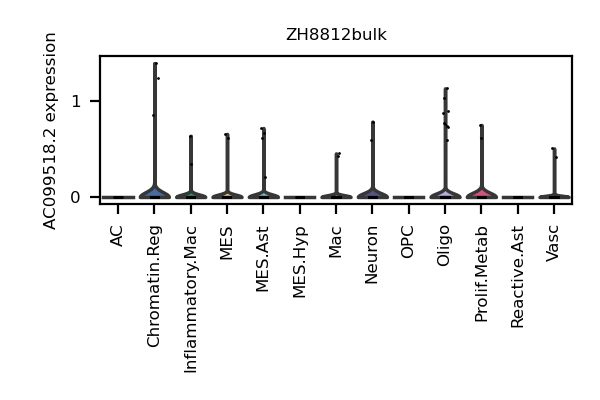 ZH8812bulk
AC099518.2 expression
1
0
AC
Chromatin.Reg
Inflammatory.Mac
MES
MES.Ast
MES.Hyp
Mac
Neuron
OPC
Oligo
Prolif.Metab
Reactive.Ast
Vasc